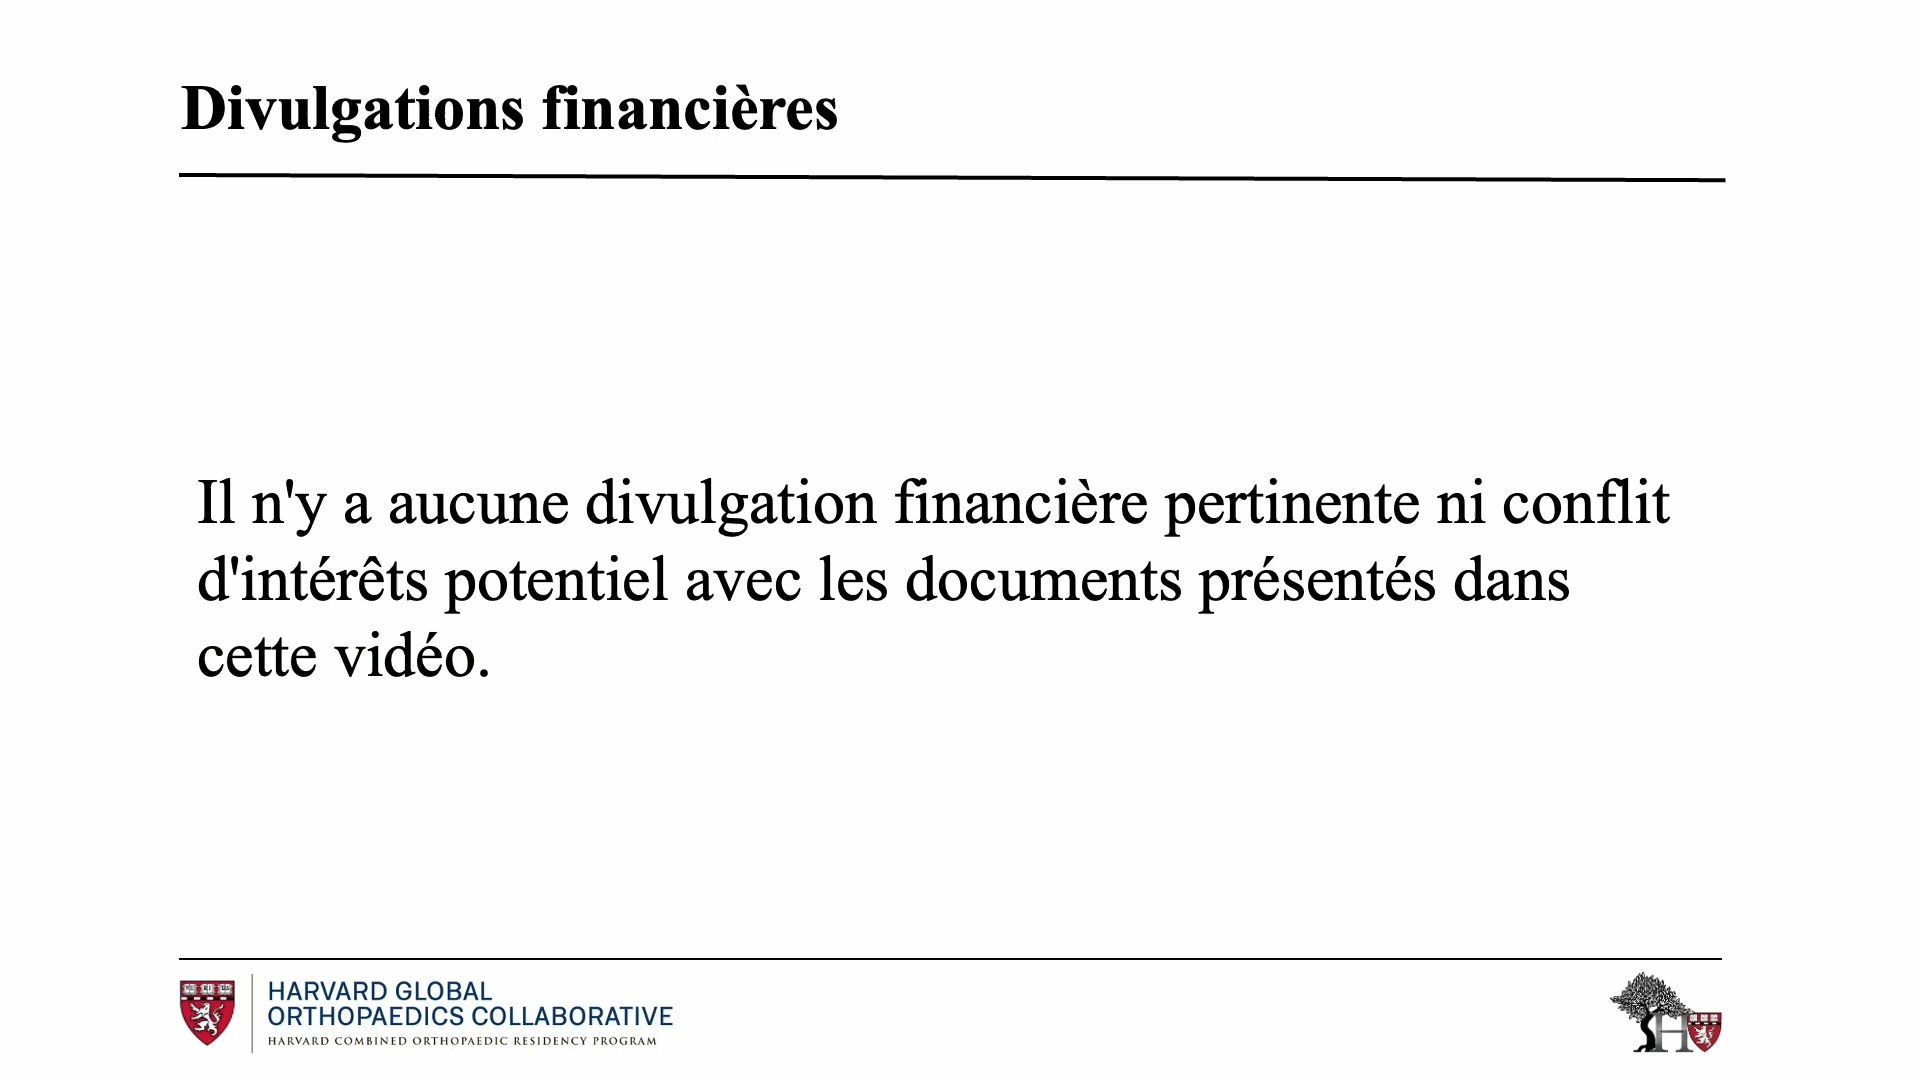 Divulgations financières
Il n'y a aucune divulgation financière pertinente ni conflit
d'intérêts potentiel avec les documents présentés dans
cette vidéo.
HARVARD GLOBAL
ORTHOPAEDICS COLLABORATIVE
HARVARD COMBINED ORTHOPAEDIC RESIDENCY PROGRAM
H